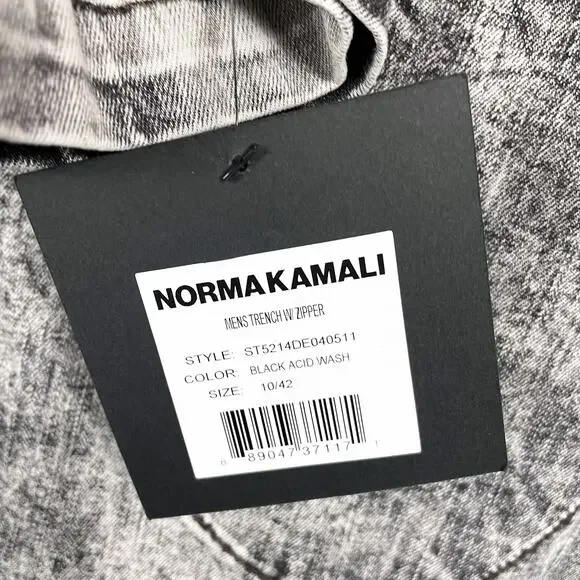 NORMAKAMALI
MENS TRENCH W/ ZIPPER
STYLE: ST5214DE040511
COLOR: BLACK ACID WASH
SIZE: 10/42
8 89047 37117 1